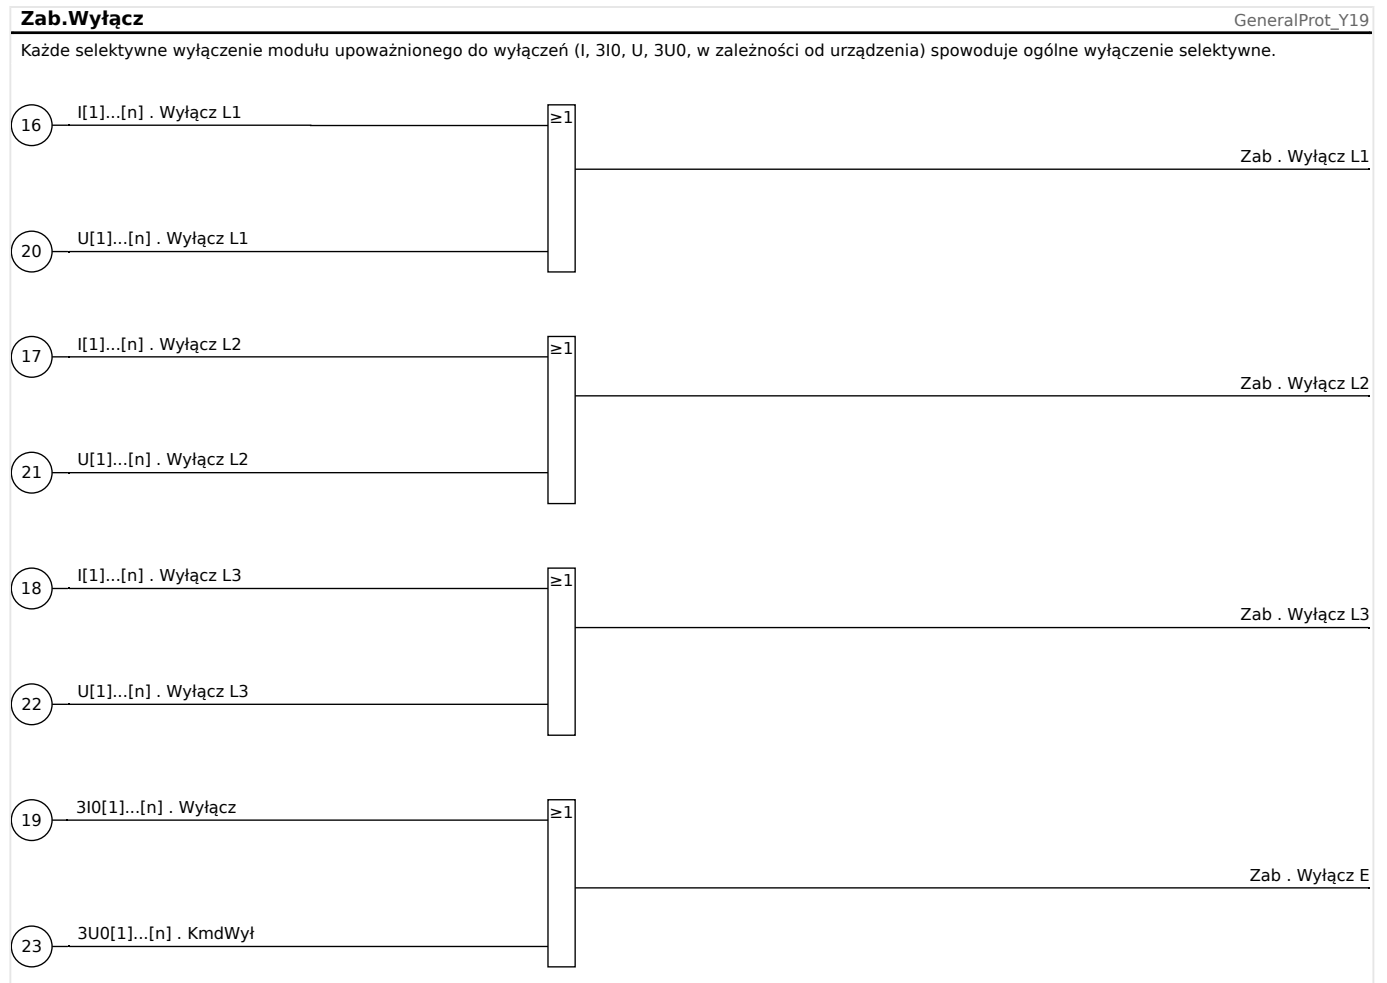 Zab.Wyłącz
GeneralProt_Y19
Każde selektywne wyłączenie modułu upoważnionego do wyłączeń (I, 3I0, U, 3U0, w zależności od urządzenia) spowoduje ogólne wyłączenie selektywne.
16
I[1]...[n] . Wyłącz L1
≥1
Zab . Wyłącz L1
20
U[1]...[n] . Wyłącz L1
17
I[1]...[n] . Wyłącz L2
≥1
Zab . Wyłącz L2
21
U[1]...[n] . Wyłącz L2
18
I[1]...[n] . Wyłącz L3
≥1
Zab . Wyłącz L3
22
U[1]...[n] . Wyłącz L3
19
3I0[1]...[n] . Wyłącz
≥1
Zab . Wyłącz E
23
3U0[1]...[n] . KmdWył